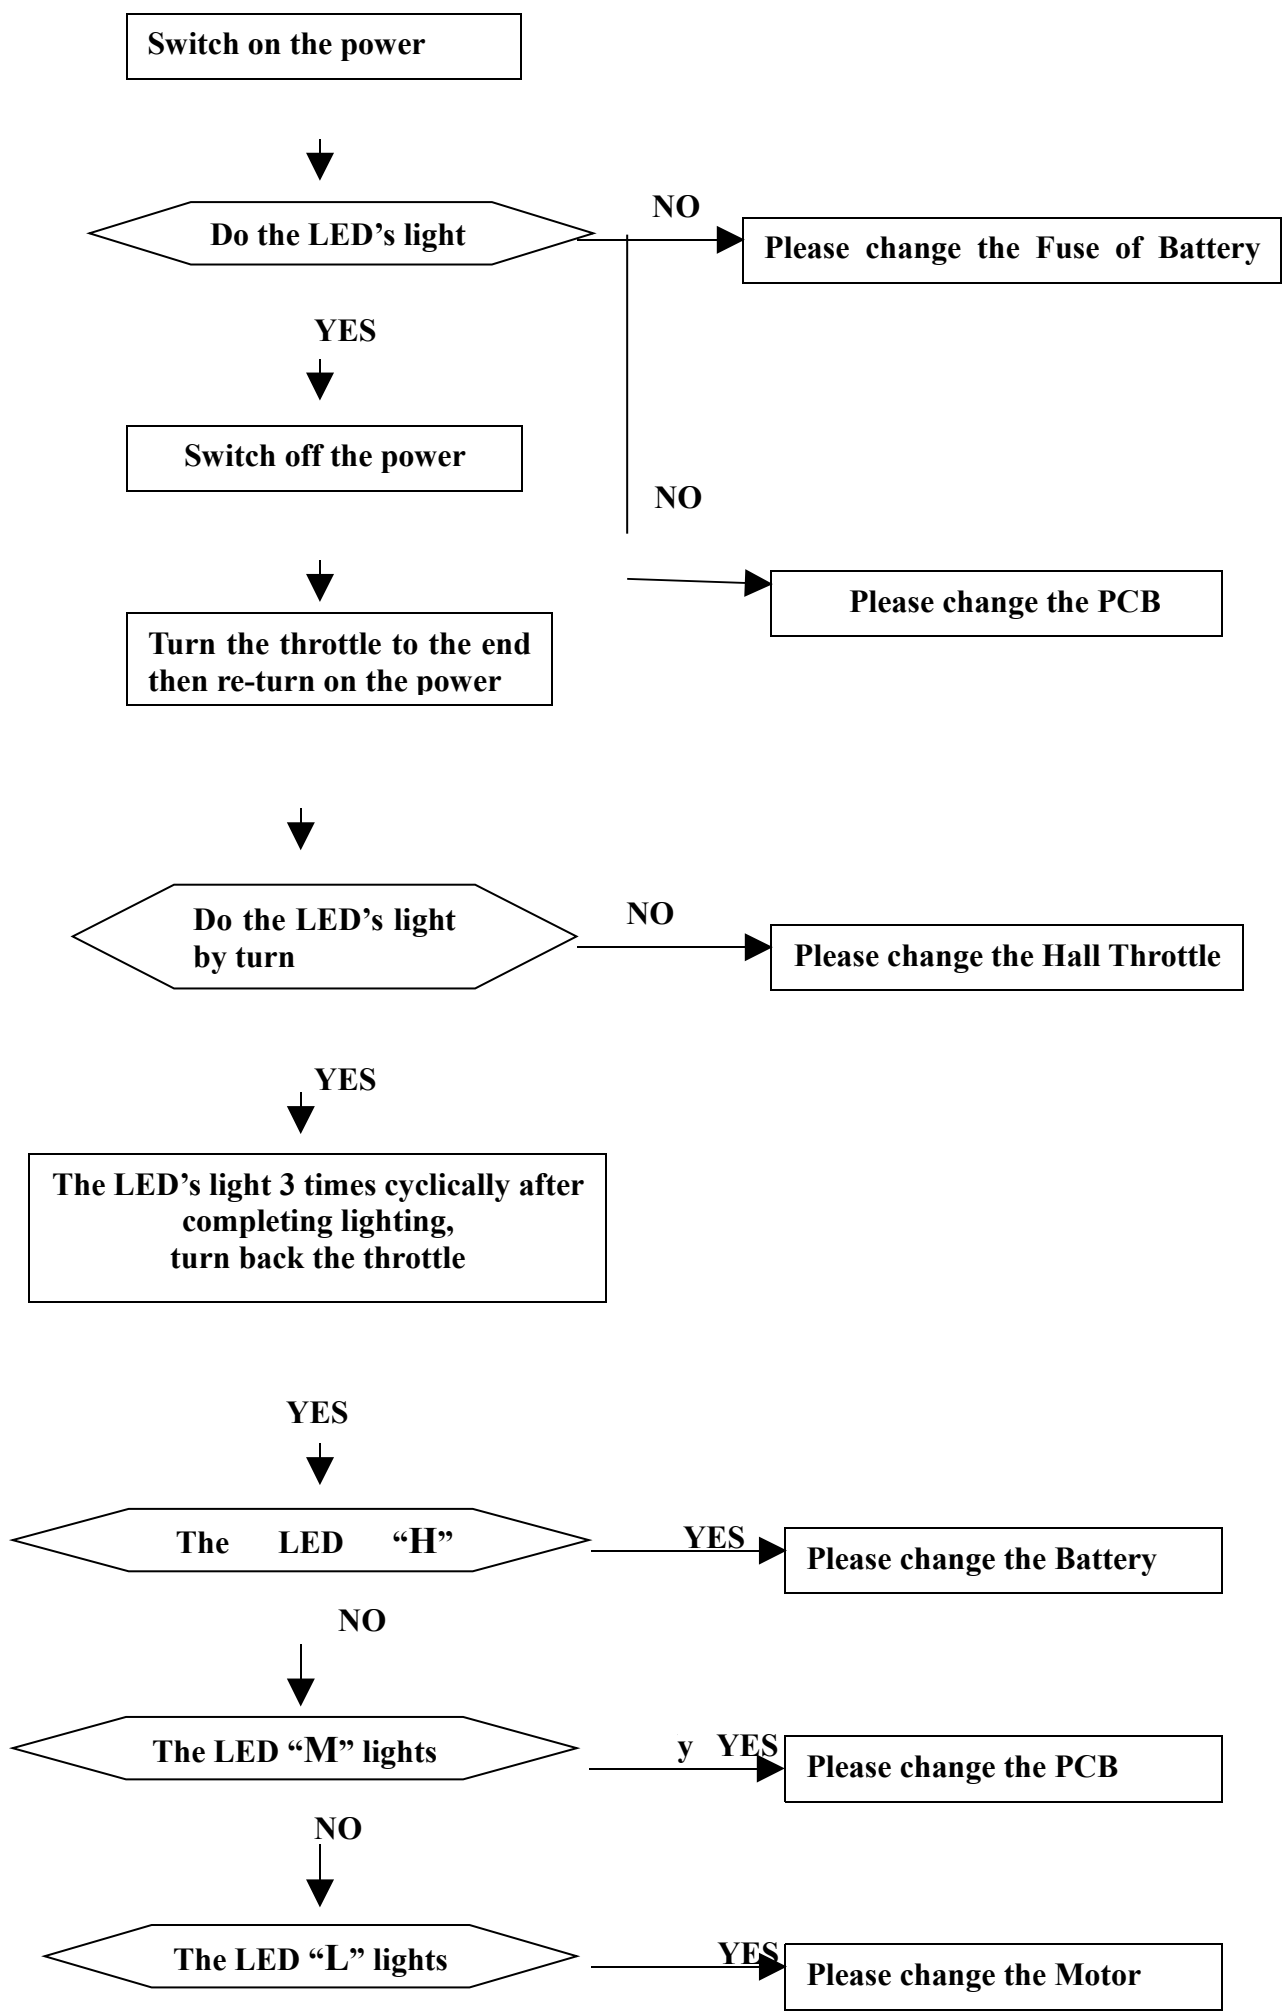 Switch on the power
Do the LED’s light
NO
Please change the Fuse of Battery
YES
Switch off the power
NO
Please change the PCB
Turn the throttle to the end
then re-turn on the power
Do the LED’s light
by turn
NO
Please change the Hall Throttle
YES
The LED’s light 3 times cyclically after
completing lighting,
turn back the throttle
YES
The LED “H”
YES
Please change the Battery
NO
The LED “M” lights
y YES
Please change the PCB
NO
The LED “L” lights
YES
Please change the Motor